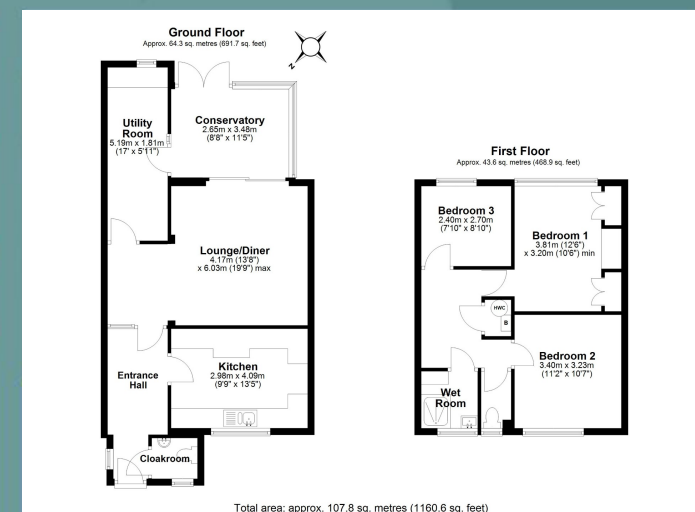 Ground Floor
Approx. 64.3 sq. metres (691.7 sq. feet)
N
Utility
Room
5.19m x 1.81m
(17' x 5'11")
Conservatory
2.65m x 3.48m
(8'8" x 11'5")
Lounge/Diner
4.17m (13'8")
x 6.03m (19'9") max
Entrance
Hall
Kitchen
2.98m x 4.09m
(9'9" x 13'5")
Cloakroom
First Floor
Approx. 43.6 sq. metres (468.9 sq. feet)
Bedroom 3
2.40m x 2.70m
(7'10" x 8'10")
Bedroom 1
3.81m (12'6")
x 3.20m (10'6") min
HWC
B
Bedroom 2
3.40m x 3.23m
(11'2" x 10'7")
Wet
Room
Total area: approx. 107.8 sq. metres (1160.6 sq. feet)